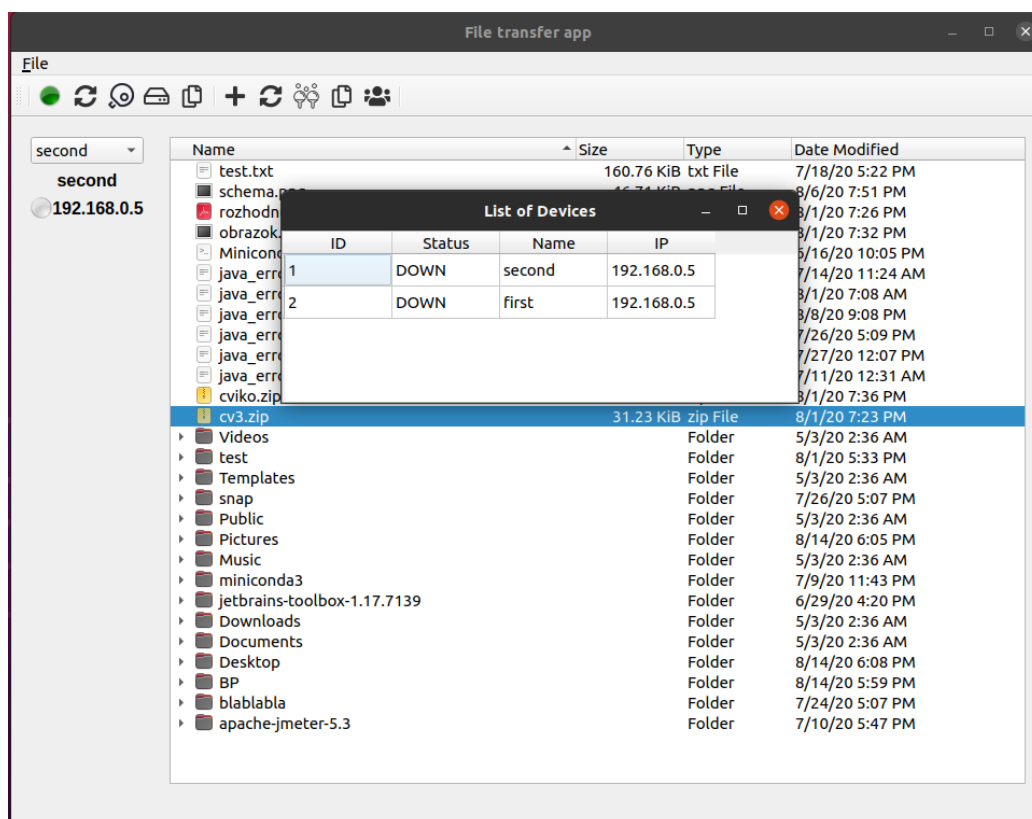 File transfer app
File
second
second
192.168.0.5
Name Size Type Date Modified
test.txt 160.76 KiB txt File 7/18/20 5:22 PM
8/6/20 7:51 PM
8/1/20 7:26 PM
8/1/20 7:32 PM
6/16/20 10:05 PM
7/14/20 11:24 AM
8/1/20 7:08 AM
8/8/20 9:08 PM
7/26/20 5:09 PM
7/27/20 12:07 PM
7/11/20 12:31 AM
cviko.zip 8/1/20 7:36 PM
cv3.zip 31.23 KiB zip File 8/1/20 7:23 PM
Videos Folder 5/3/20 2:36 AM
test Folder 8/1/20 5:33 PM
Templates Folder 5/3/20 2:36 AM
snap Folder 7/26/20 5:07 PM
Public Folder 5/3/20 2:36 AM
Pictures Folder 8/14/20 6:05 PM
Music Folder 5/3/20 2:36 AM
miniconda3 Folder 7/9/20 11:43 PM
jetbrains-toolbox-1.17.7139 Folder 6/29/20 4:20 PM
Downloads Folder 5/3/20 2:36 AM
Documents Folder 5/3/20 2:36 AM
Desktop Folder 8/14/20 6:08 PM
BP Folder 8/14/20 5:59 PM
blablabla Folder 7/24/20 5:07 PM
apache-jmeter-5.3 Folder 7/10/20 5:47 PM
List of Devices
ID Status Name IP
1 DOWN second 192.168.0.5
2 DOWN first 192.168.0.5